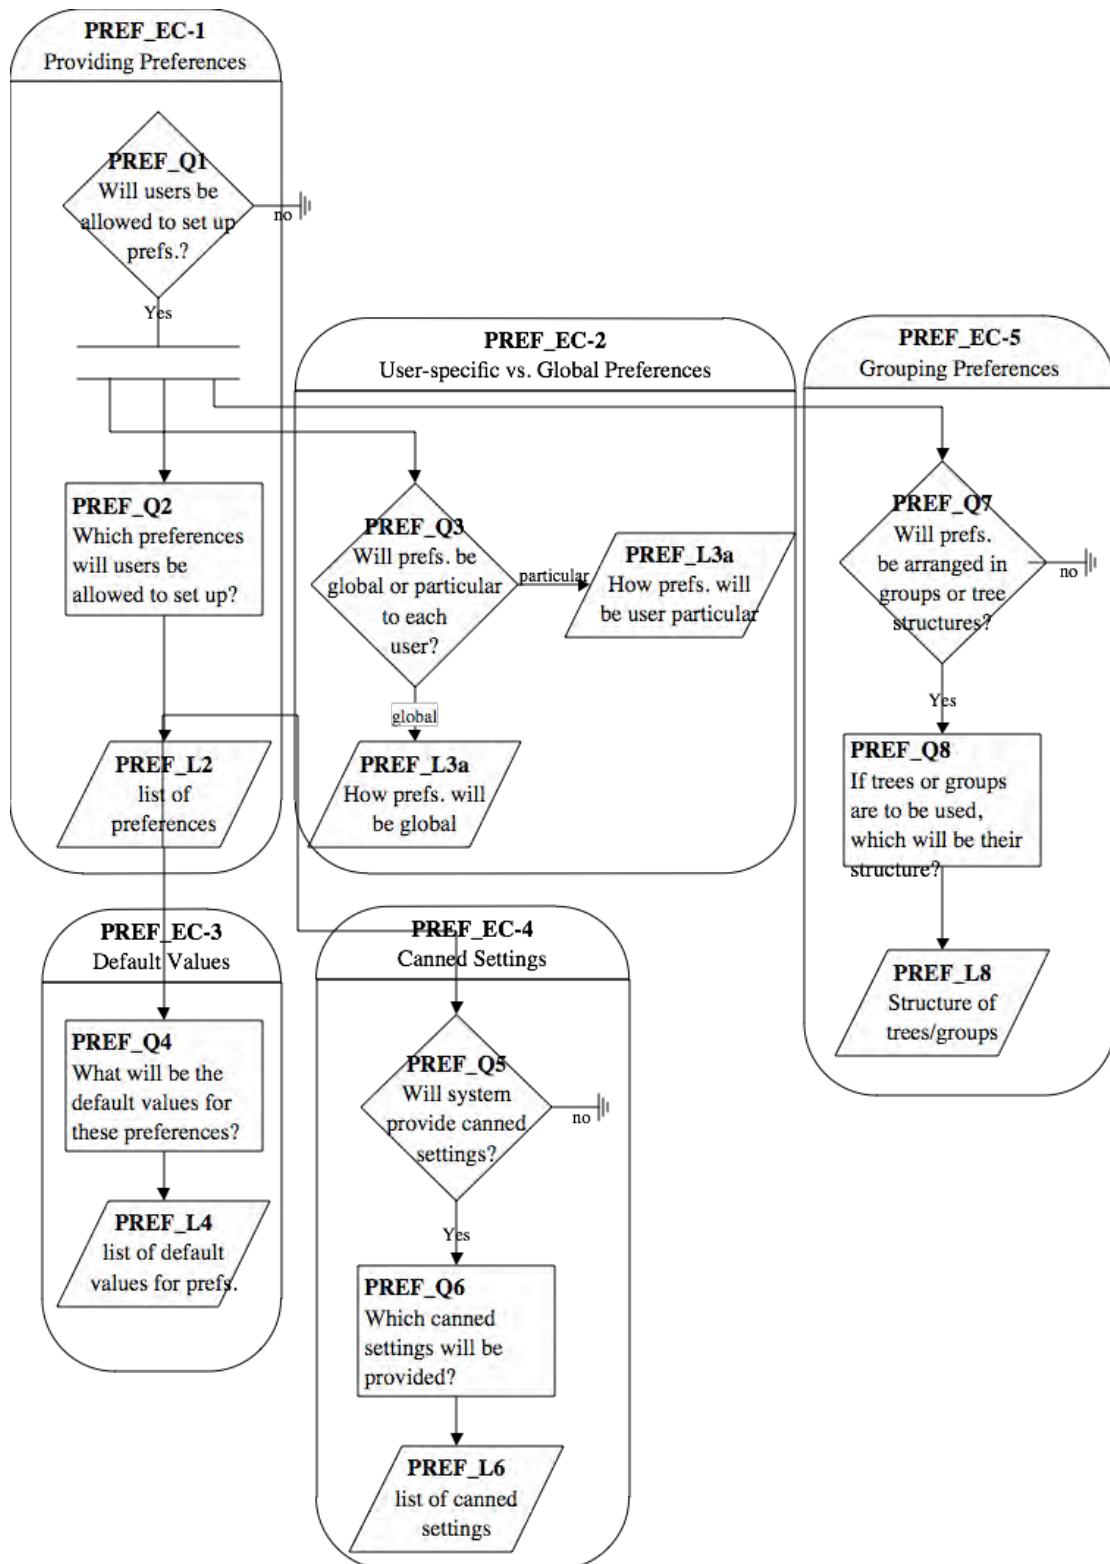 PREF_EC-1
Providing Preferences
PREF_Q1
Will users be
allowed to set up
prefs.?
no
Yes
PREF_Q2
Which preferences
will users be
allowed to set up?
PREF_L2
list of
preferences
PREF_EC-2
User-specific vs. Global Preferences
PREF_Q3
Will prefs. be
global or particular
to each
user?
particular
PREF_L3a
How prefs. will
be user particular
global
PREF_L3a
How prefs. will
be global
PREF_EC-5
Grouping Preferences
PREF_Q7
Will prefs.
be arranged in
groups or tree
structures?
no
Yes
PREF_Q8
If trees or groups
are to be used,
which will be their
structure?
PREF_L8
Structure of
trees/groups
PREF_EC-3
Default Values
PREF_Q4
What will be the
default values for
these preferences?
PREF_L4
list of default
values for prefs.
PREF_EC-4
Canned Settings
PREF_Q5
Will system
provide canned
settings?
no
Yes
PREF_Q6
Which canned
settings will be
provided?
PREF_L6
list of canned
settings